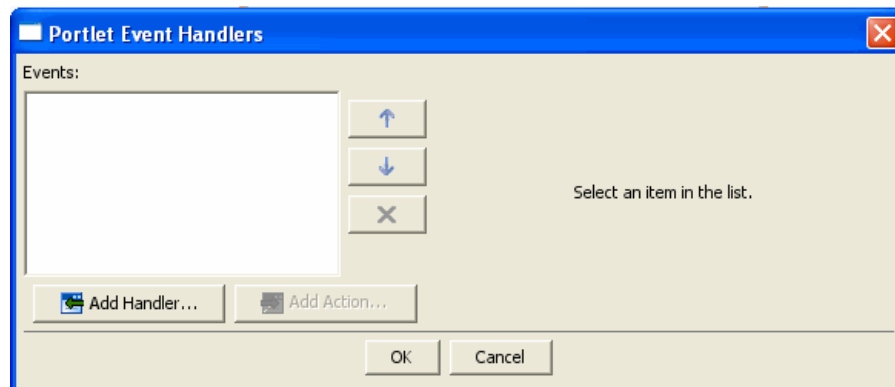 Portlet Event Handlers
Events:
Select an item in the list.
Add Handler...
Add Action...
OK
Cancel